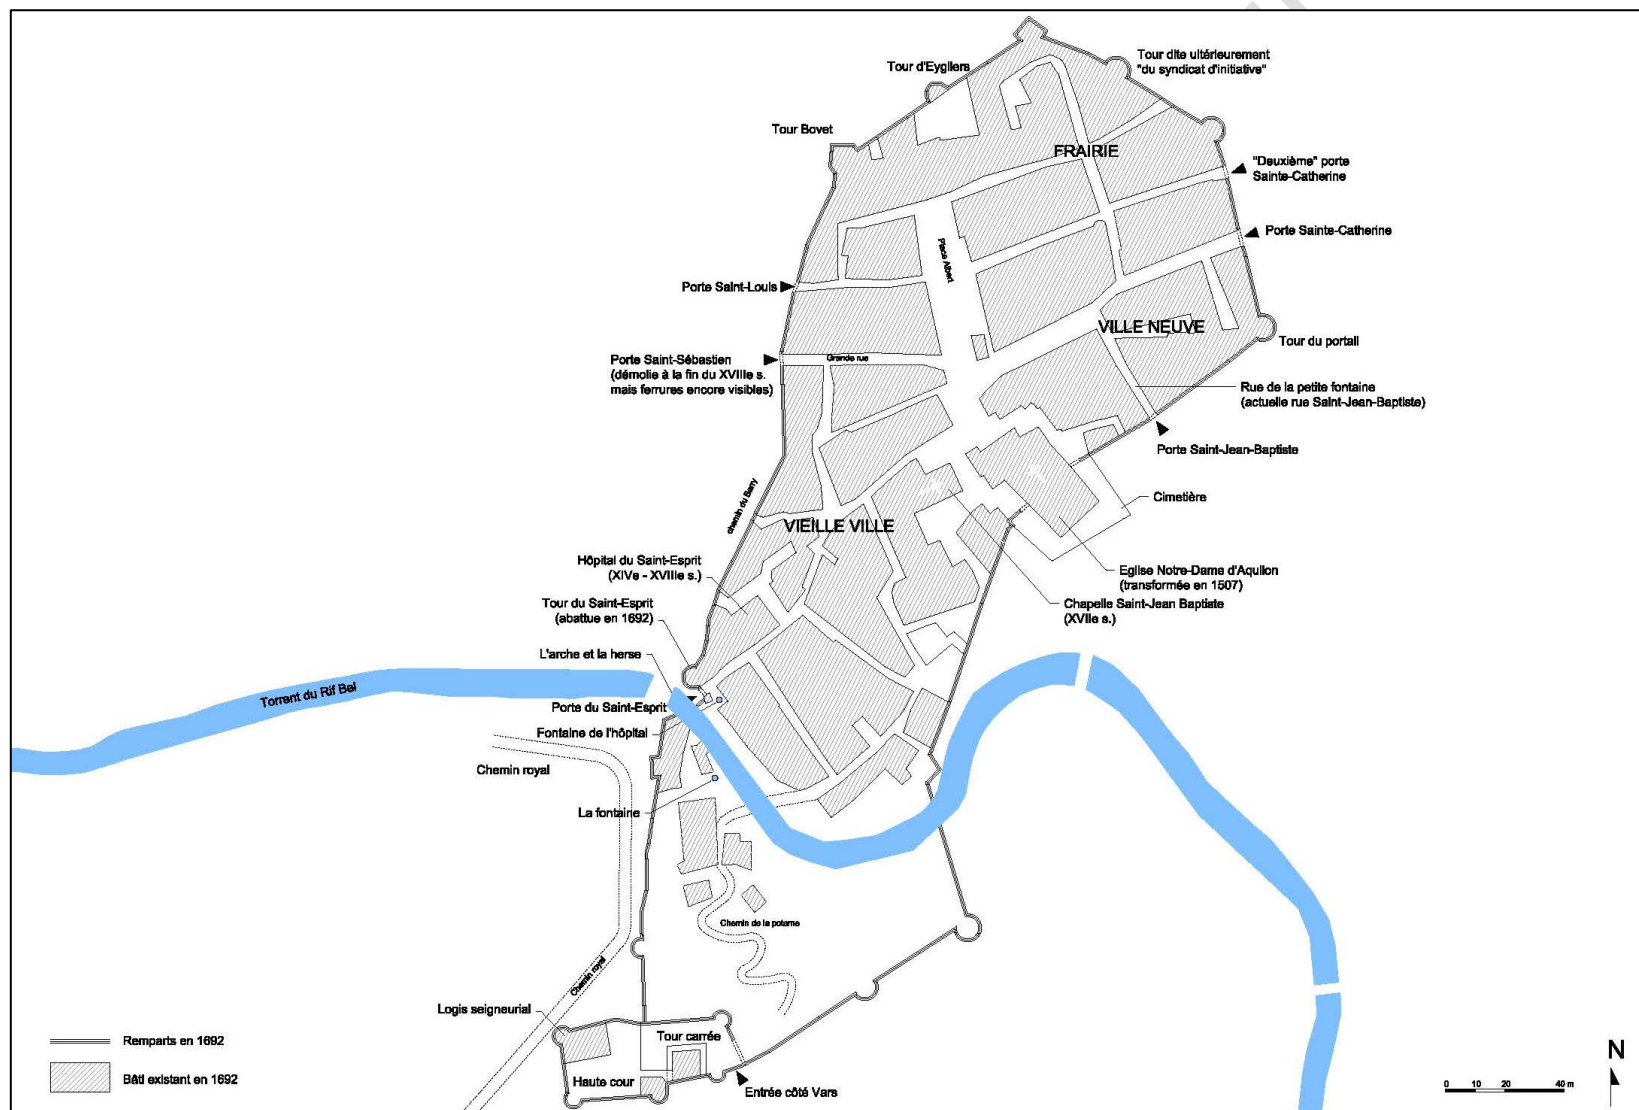 Tour d'Eygliers
Tour dite ultérieurement
"du syndicat d'initiative"
Tour Bovet
FRAIRIE
"Deuxième" porte
Sainte-Catherine
Porte Sainte-Catherine
Place Albert
Porte Saint-Louis
VILLE NEUVE
Tour du portail
Porte Saint-Sébastien
(démolie à la fin du XVIIIe s.
mais ferrures encore visibles)
Grande rue
Rue de la petite fontaine
(actuelle rue Saint-Jean-Baptiste)
Porte Saint-Jean-Baptiste
Cimetière
chemin du Barry
VIEILLE VILLE
Hôpital du Saint-Esprit
(XIVe - XVIIIe s.)
Eglise Notre-Dame d'Aquilon
(transformée en 1507)
Tour du Saint-Esprit
(abattue en 1692)
Chapelle Saint-Jean Baptiste
(XVIIe s.)
L'arche et la herse
Torrent du Rif Bel
Porte du Saint-Esprit
Fontaine de l'hôpital
Chemin royal
La fontaine
Chemin de la poterne
Chemin royal
Logis seigneurial
Tour carrée
Haute cour
Entrée côté Vars
Remparts en 1692
Bâti existant en 1692
N
0 10 20 40 m